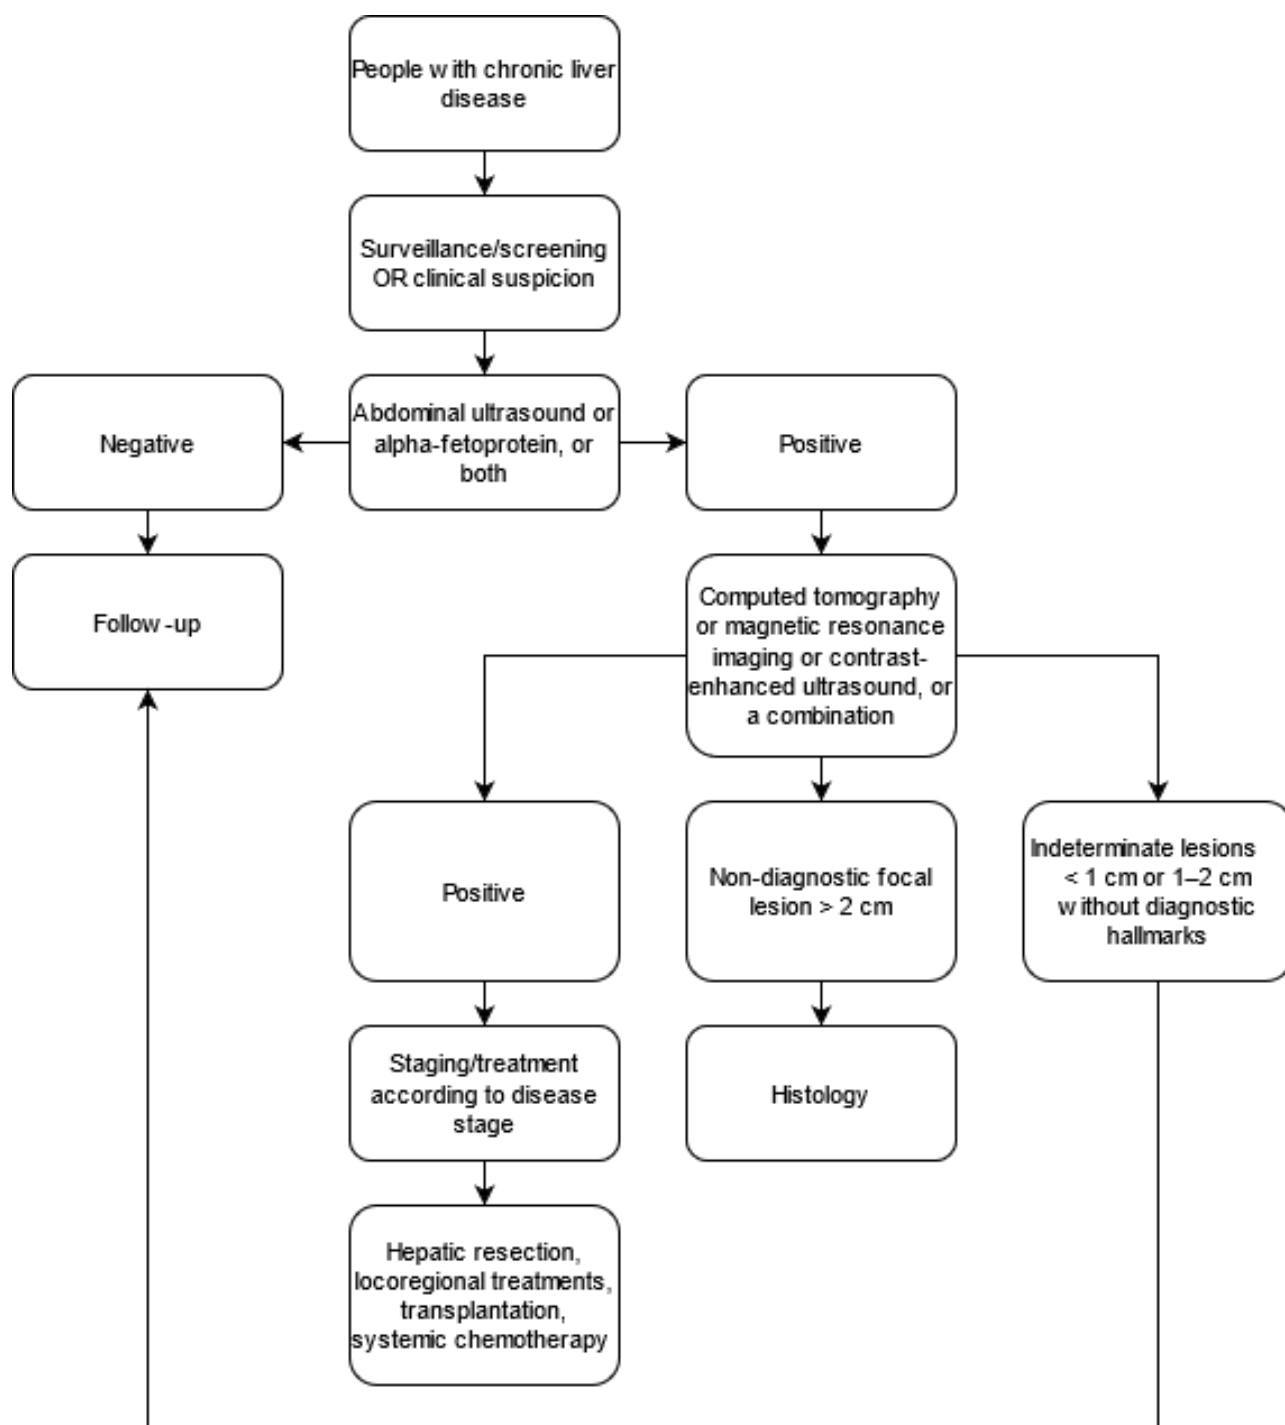 People with chronic liver
disease
Surveillance/screening
OR clinical suspicion
Negative
Abdominal ultrasound or
alpha-fetoprotein, or
both
Positive
Follow-up
Computed tomography
or magnetic resonance
imaging or contrast-
enhanced ultrasound, or
a combination
Positive
Non-diagnostic focal
lesion > 2 cm
Indeterminate lesions
< 1 cm or 1–2 cm
without diagnostic
hallmarks
Staging/treatment
according to disease
stage
Histology
Hepatic resection,
locoregional treatments,
transplantation,
systemic chemotherapy